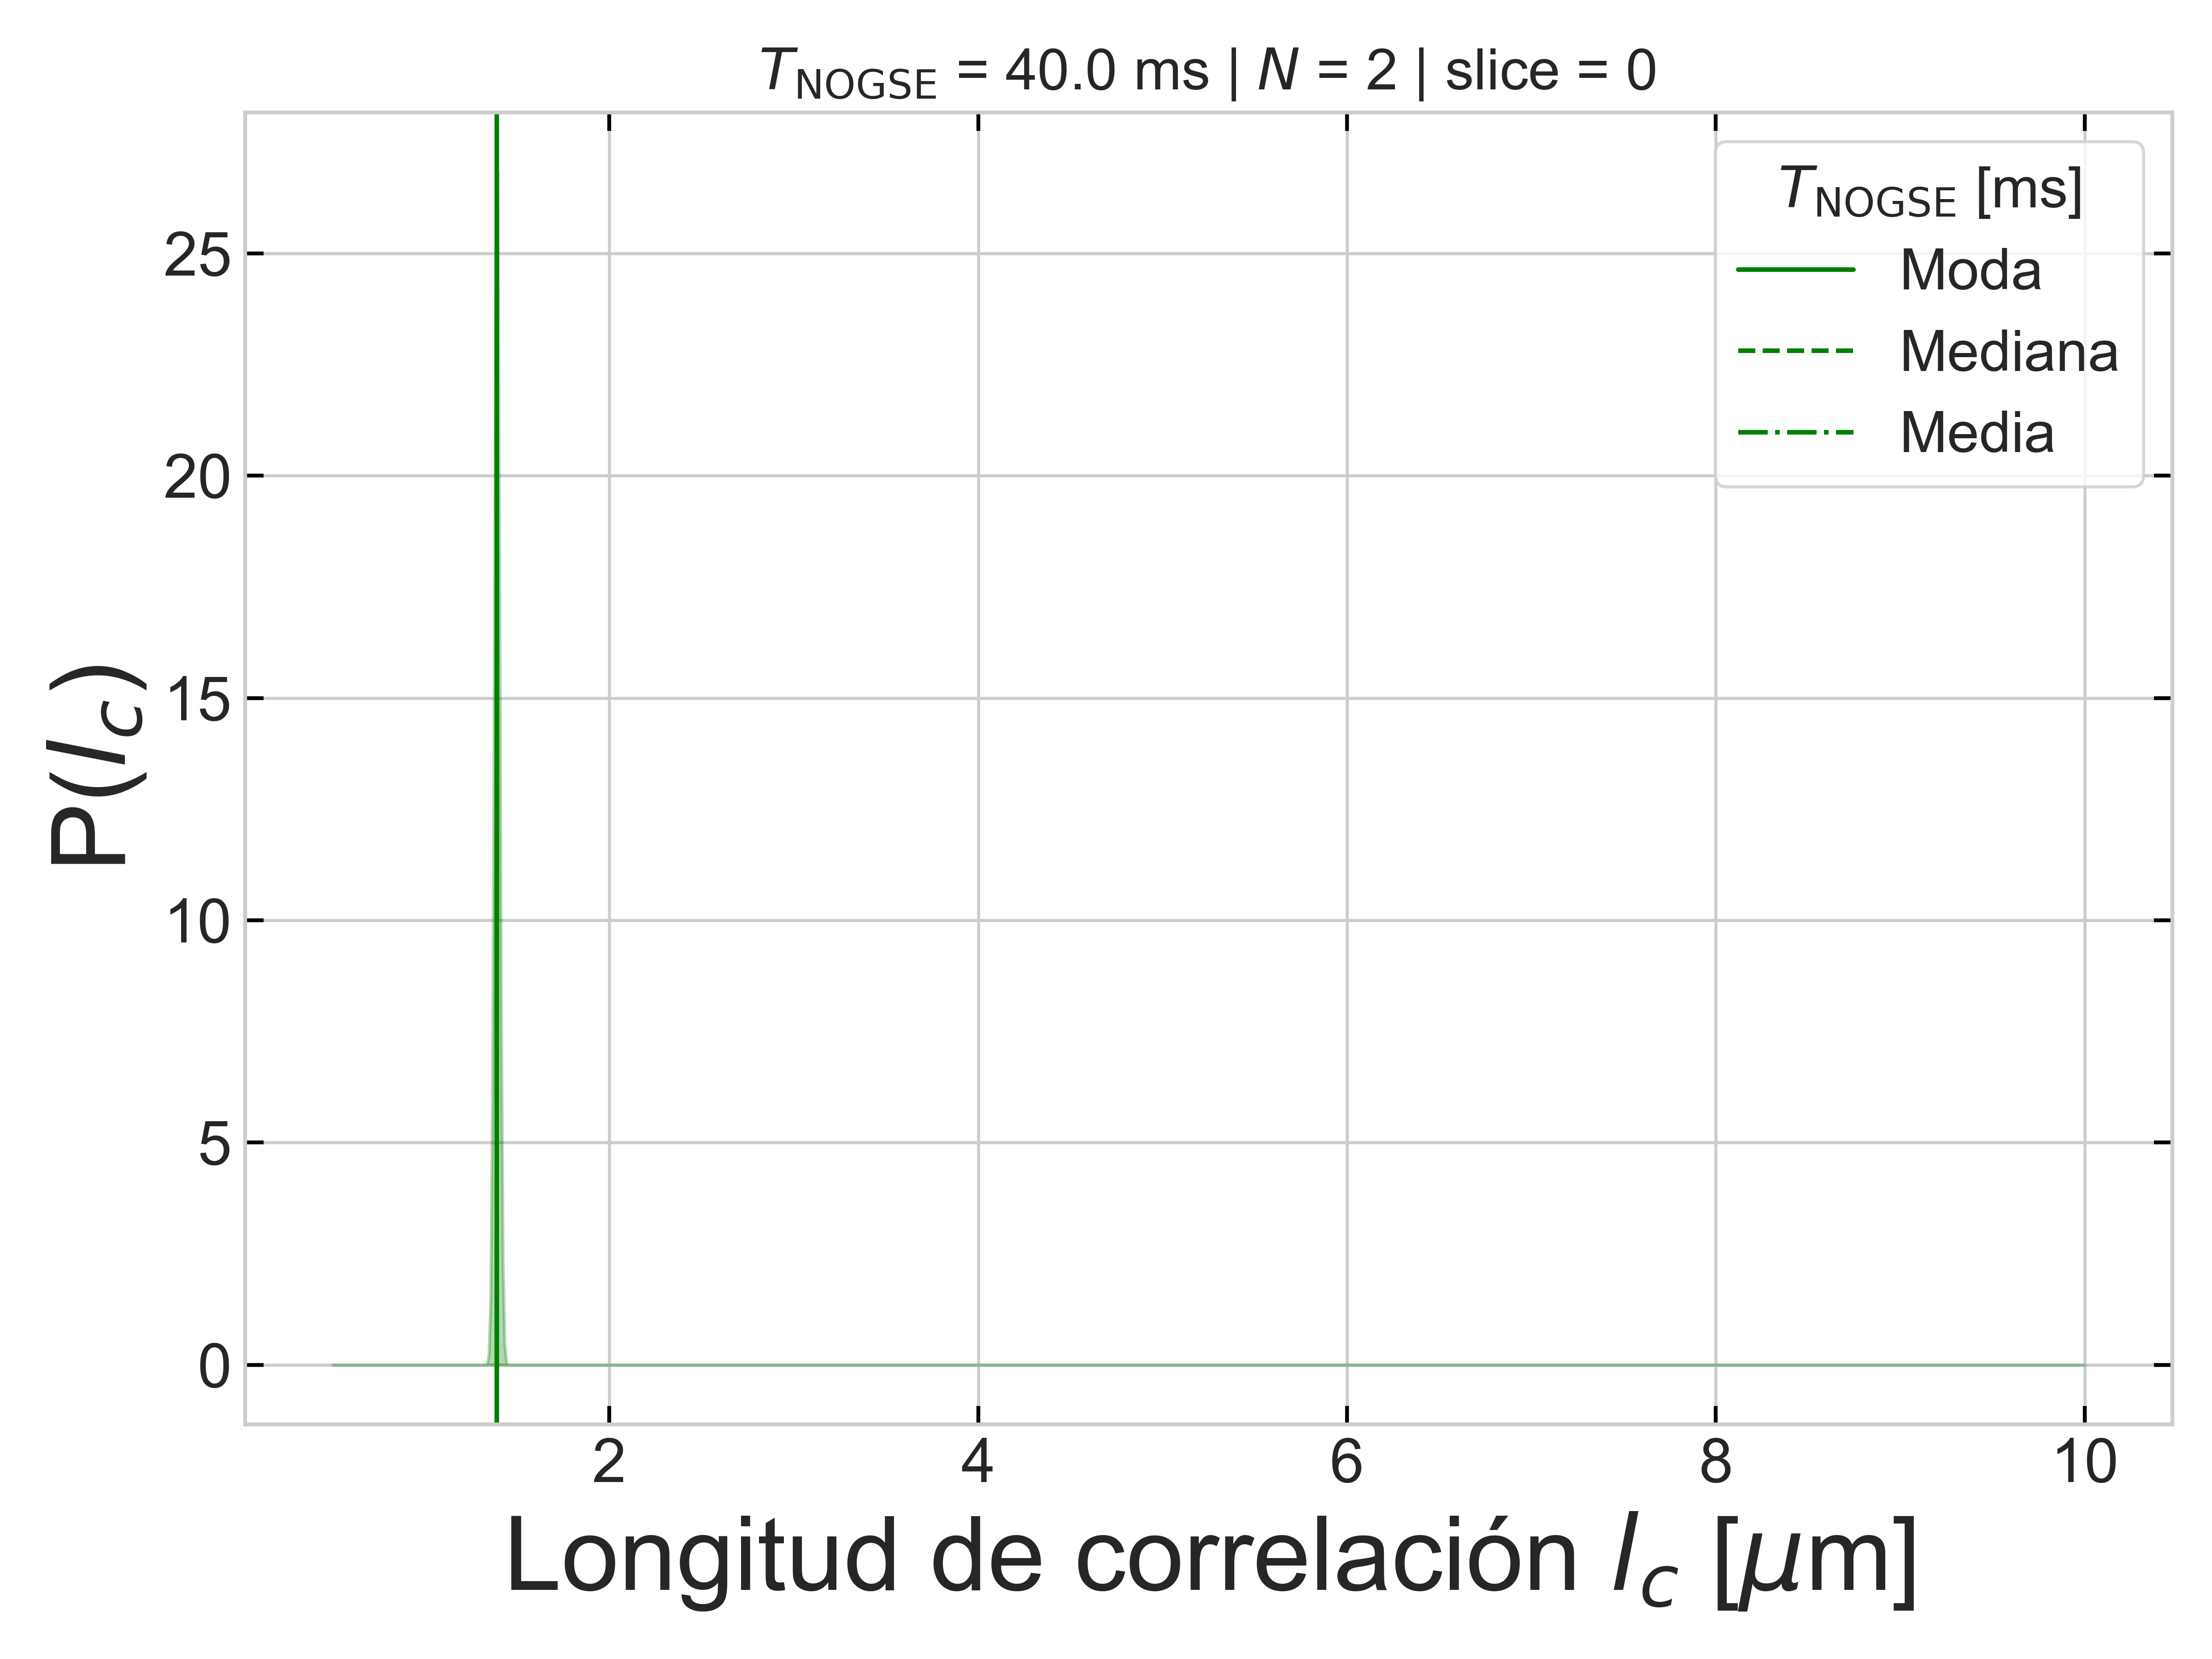 T_NOGSE = 40.0 ms | N = 2 | slice = 0
T_NOGSE [ms]
Moda
Mediana
Media
25
20
15
10
5
0
P(l_c)
2 4 6 8 10
Longitud de correlación l_c [μm]